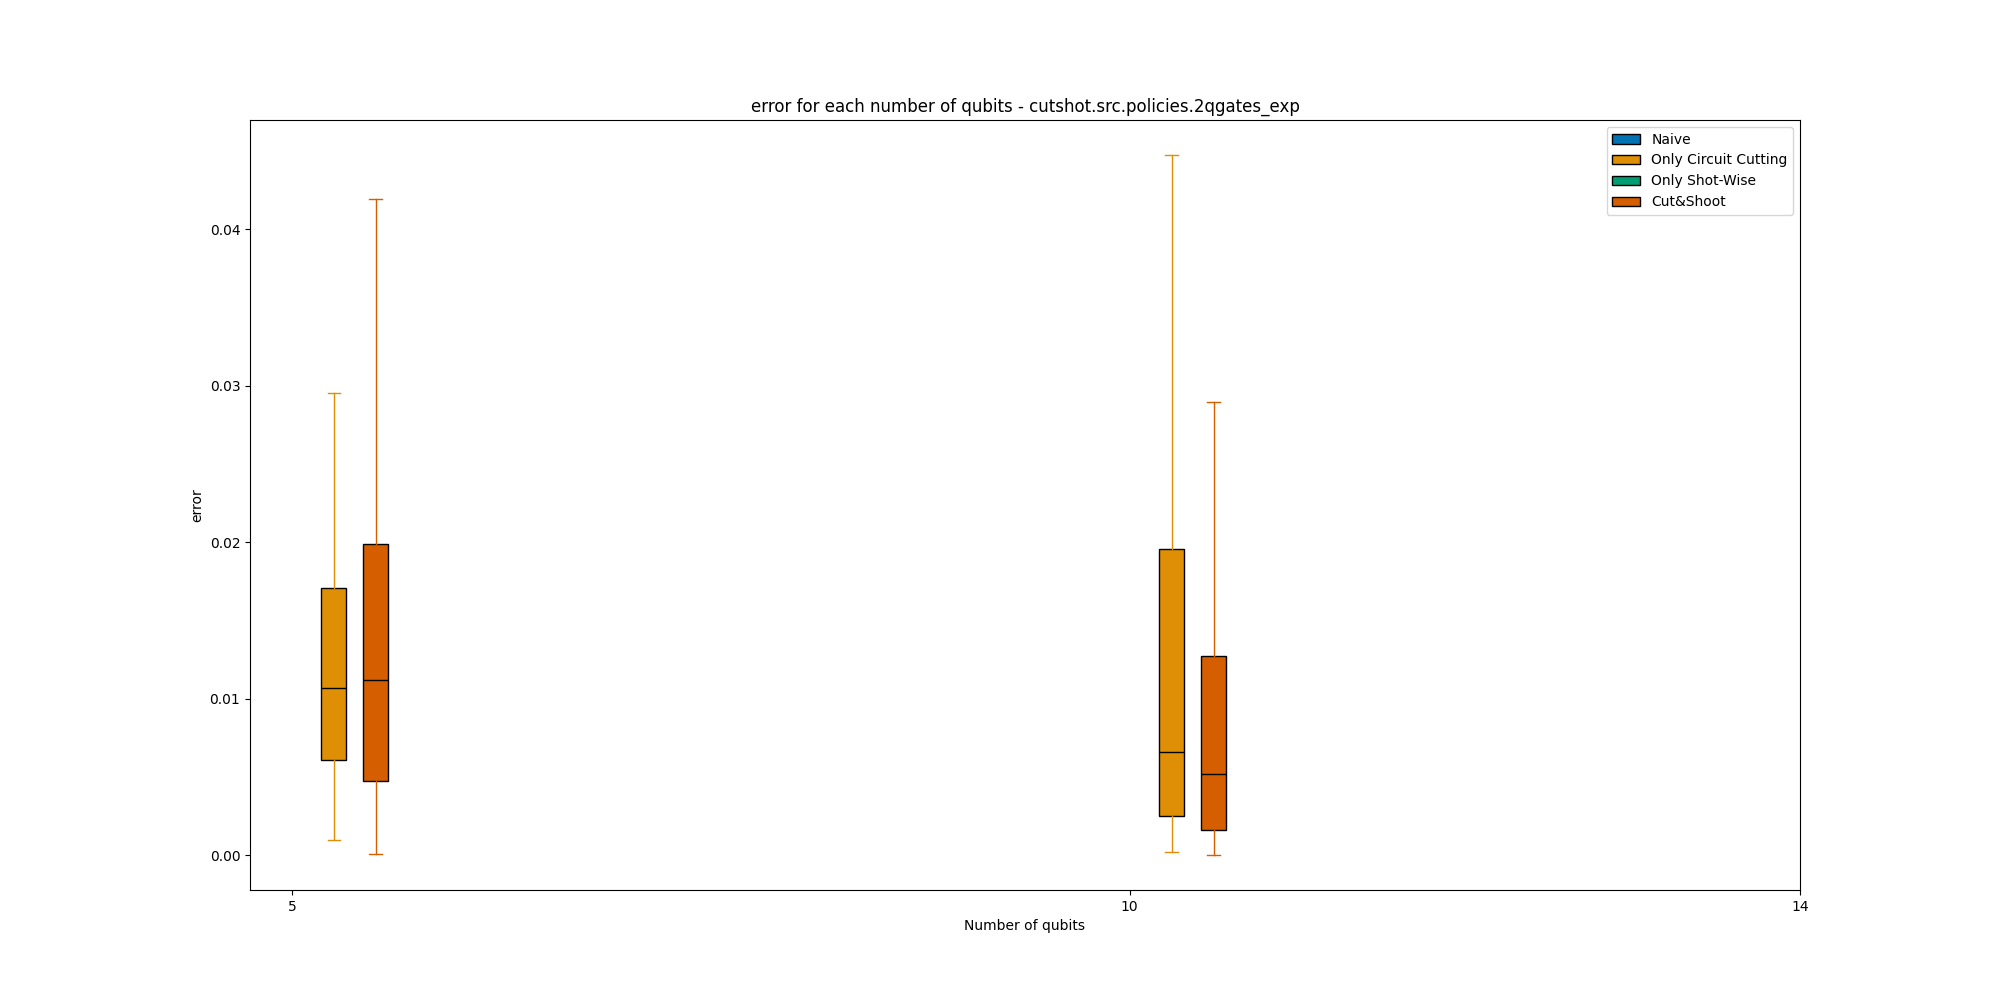 error for each number of qubits - cutshot.src.policies.2qgates_exp
Naive
Only Circuit Cutting
Only Shot-Wise
Cut&Shoot
0.04
0.03
0.02
0.01
0.00
error
5
10
14
Number of qubits